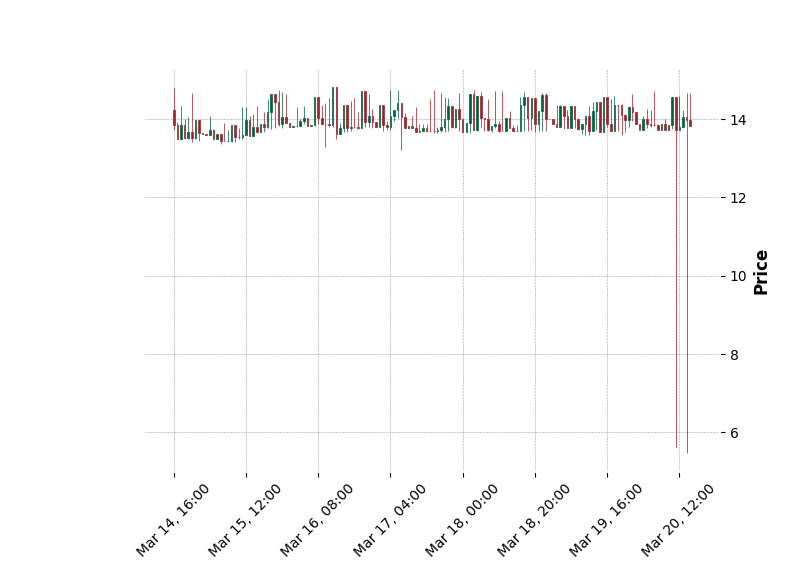 14
12
10
8
6
Price
Mar 14, 16:00
Mar 15, 12:00
Mar 16, 08:00
Mar 17, 04:00
Mar 18, 00:00
Mar 18, 20:00
Mar 19, 16:00
Mar 20, 12:00